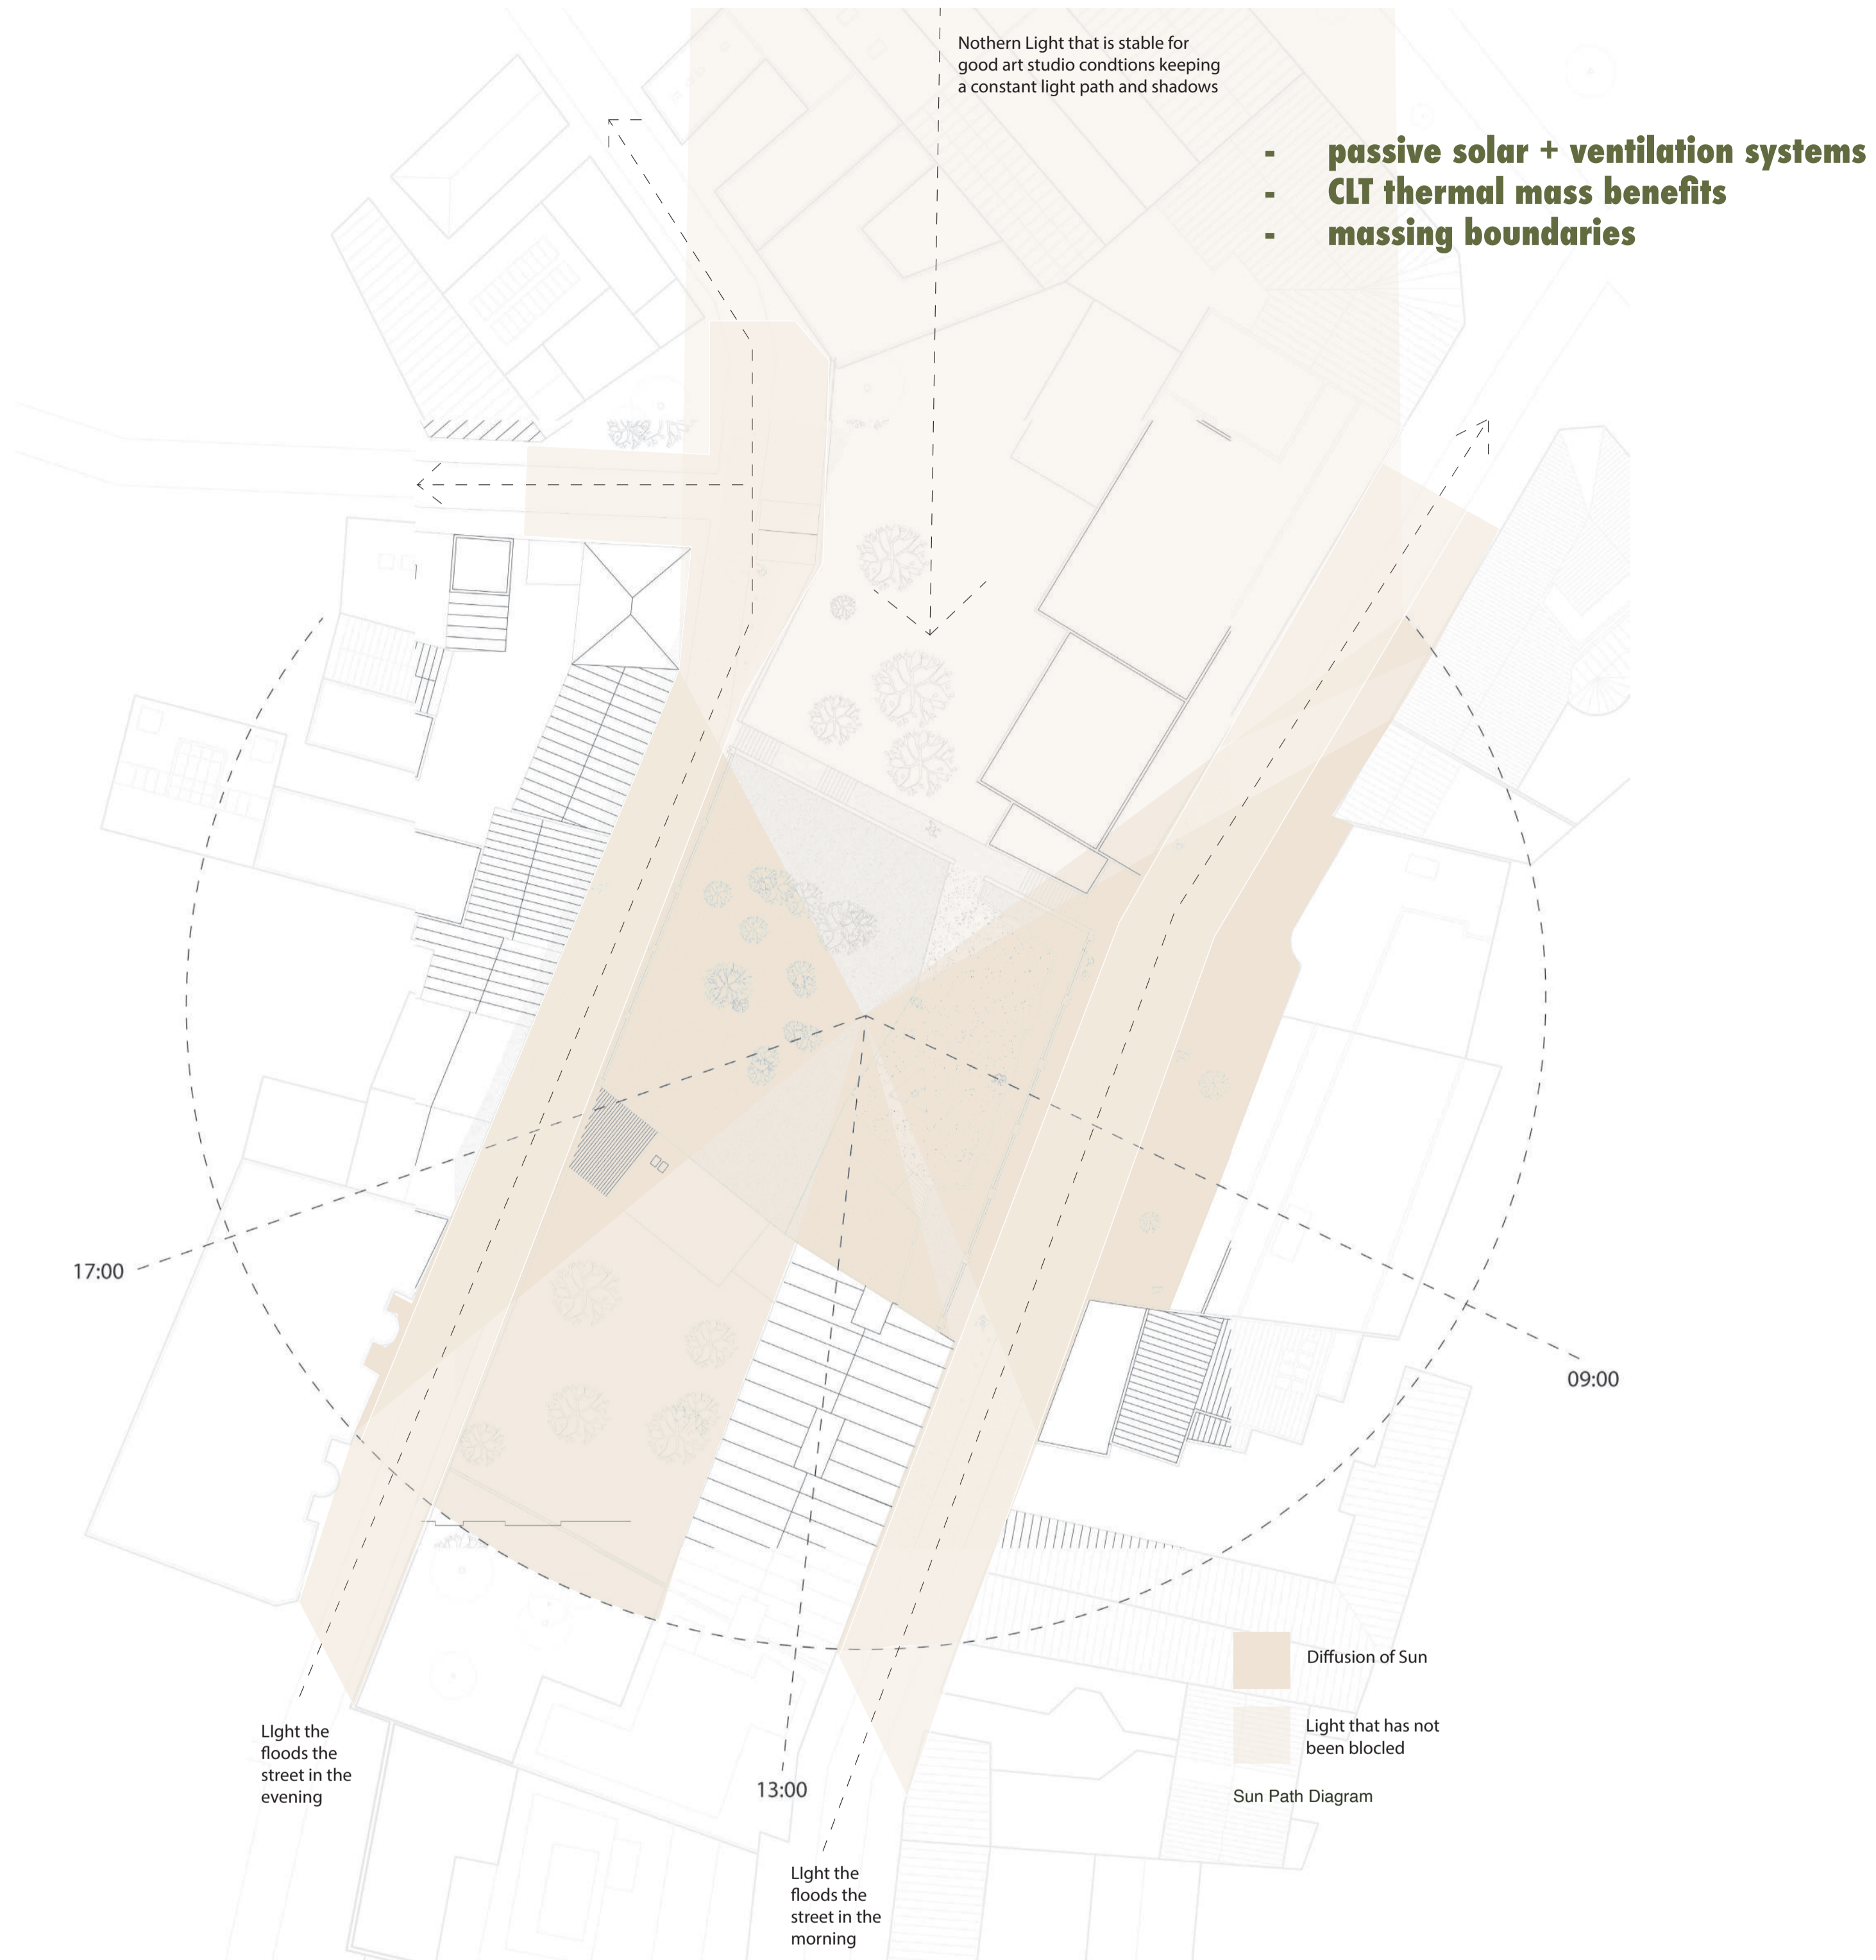 Nothern Light that is stable for
good art studio condtions keeping
a constant light path and shadows
- passive solar + ventilation systems
- CLT thermal mass benefits
- massing boundaries
17:00
09:00
13:00
LIght the
floods the
street in the
evening
LIght the
floods the
street in the
morning
Diffusion of Sun
Light that has not
been blocled
Sun Path Diagram